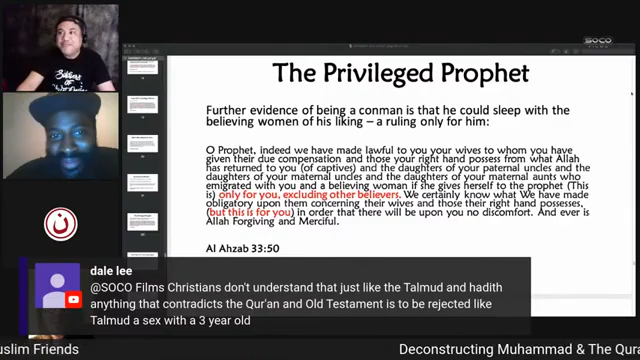 SOCO
FILMS
The Privileged Prophet
Further evidence of being a conman is that he could sleep with the
believing women of his liking – a ruling only for him:
O Prophet, indeed we have made lawful to you your wives to whom you have
given their due compensation and those your right hand possess from what Allah
has returned to you (of captives) and the daughters of your paternal uncles and the
daughters of your maternal uncles and the daughters of your maternal aunts who
emigrated with you and a believing woman if she gives herself to the prophet (This
is) only for you, excluding other believers. We certainly know what We have made
obligatory upon them concerning their wives and those their right hand possesses,
(but this is for you) in order that there will be upon you no discomfort. And ever is
Allah Forgiving and Merciful.
Al Ahzab 33:50
ن
dale lee
@SOCO Films Christians don't understand that just like the Talmud and hadith
anything that contradicts the Qur'an and Old Testament is to be rejected like
Talmud a sex with a 3 year old
uslim Friends
Deconstructing Muhammad & The Qura